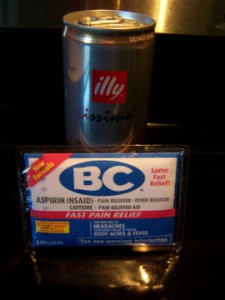 illy
issimo
New Formula
BC
Same
Fast
Relief!
ASPIRIN (NSAID) - PAIN RELIEVER - FEVER REDUCER
CAFFEINE - PAIN RELIEVER AID
FAST PAIN RELIEF
HEADACHES
BODY ACHES & FEVER
See new warnings information